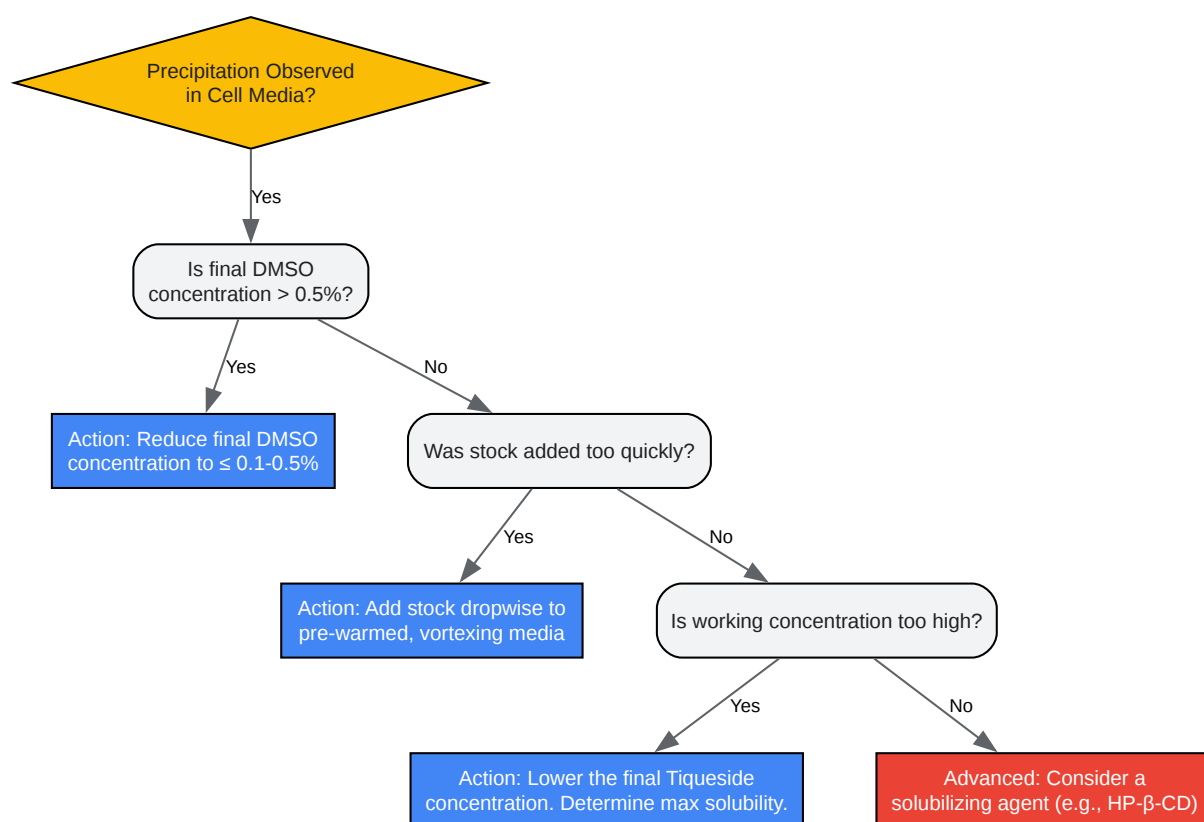 Precipitation Observed
in Cell Media?
Yes
Is final DMSO
concentration > 0.5%?
Yes
No
Action: Reduce final DMSO
concentration to ≤ 0.1-0.5%
Was stock added too quickly?
Yes
No
Action: Add stock dropwise to
pre-warmed, vortexing media
Is working concentration too high?
Yes
No
Action: Lower the final Tiqueside
concentration. Determine max solubility.
Advanced: Consider a
solubilizing agent (e.g., HP-β-CD)